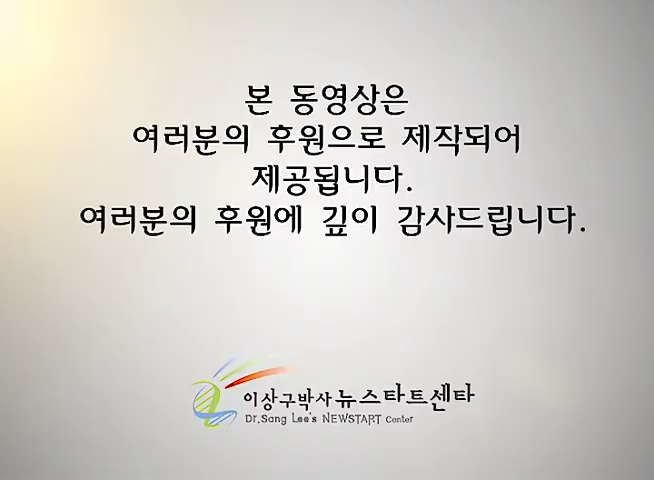 본 동영상은
여러분의 후원으로 제작되어
제공됩니다.
여러분의 후원에 깊이 감사드립니다.
이상구박사 뉴스타트센타
Dr.Sang Lee's NEWSTART Center